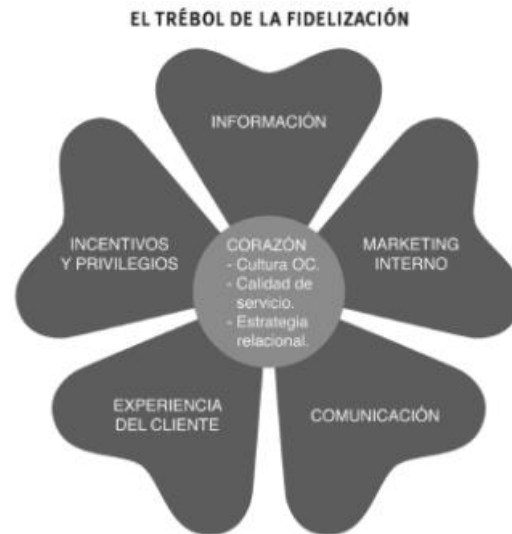 EL TRÉBOL DE LA FIDELIZACIÓN
INFORMACIÓN
INCENTIVOS
Y PRIVILEGIOS
CORAZÓN
- Cultura OC.
- Calidad de
servicio.
- Estrategia
relacional.
MARKETING
INTERNO
EXPERIENCIA
DEL CLIENTE
COMUNICACIÓN